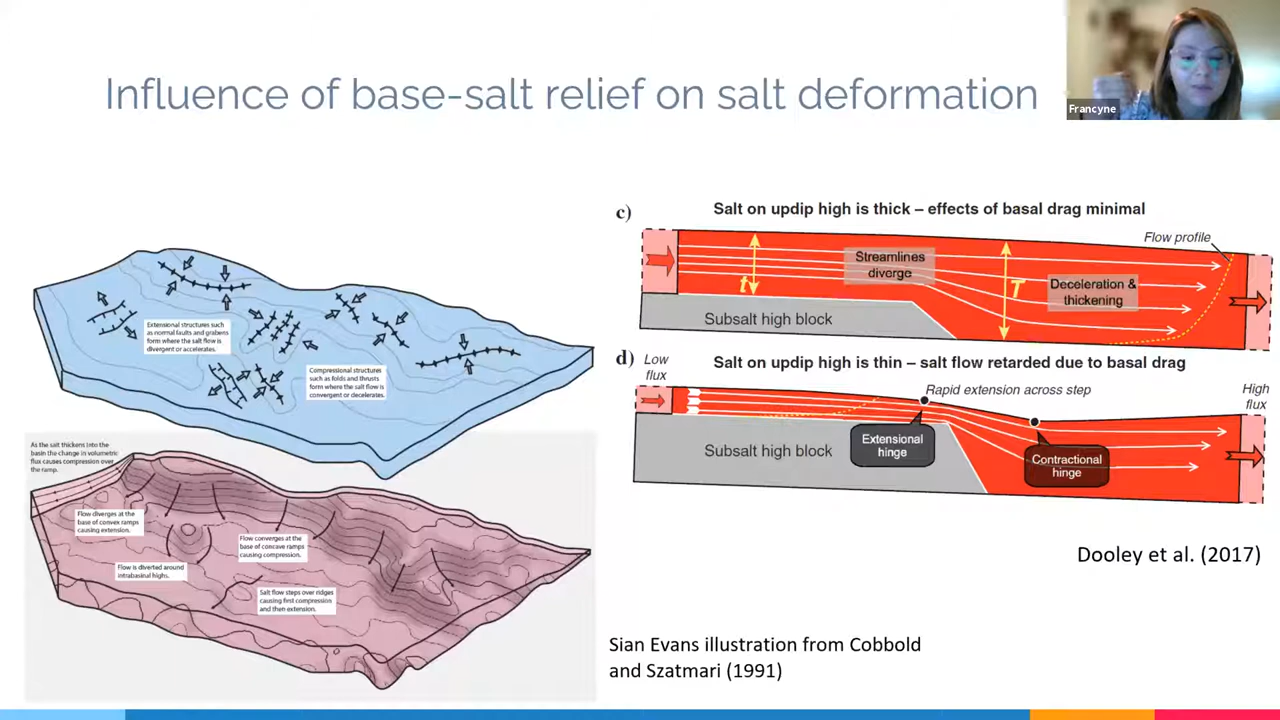 Influence of base-salt relief on salt deformation
Francyne
Extensional structures such
as normal faults and grabens
form where the salt flow is
divergent or accelerates.
Compressional structures
such as folds and thrusts
form where the salt flow is
convergent or decelerates.
As the salt thickens into the
basin the change in volumetric
flux causes compression over
the ramp.
Flow diverges at the
base of convex ramps
causing extension.
Flow converges at the
base of concave ramps
causing compression.
Flow is diverted around
intrabasinal highs.
Salt flow steps over ridges
causing first compression
and then extension.
c)
Salt on updip high is thick – effects of basal drag minimal
Flow profile
Streamlines
diverge
t
T
Deceleration &
thickening
Subsalt high block
d)
Low
flux
Salt on updip high is thin – salt flow retarded due to basal drag
Rapid extension across step
High
flux
Extensional
hinge
Contractional
hinge
Subsalt high block
Dooley et al. (2017)
Sian Evans illustration from Cobbold
and Szatmari (1991)